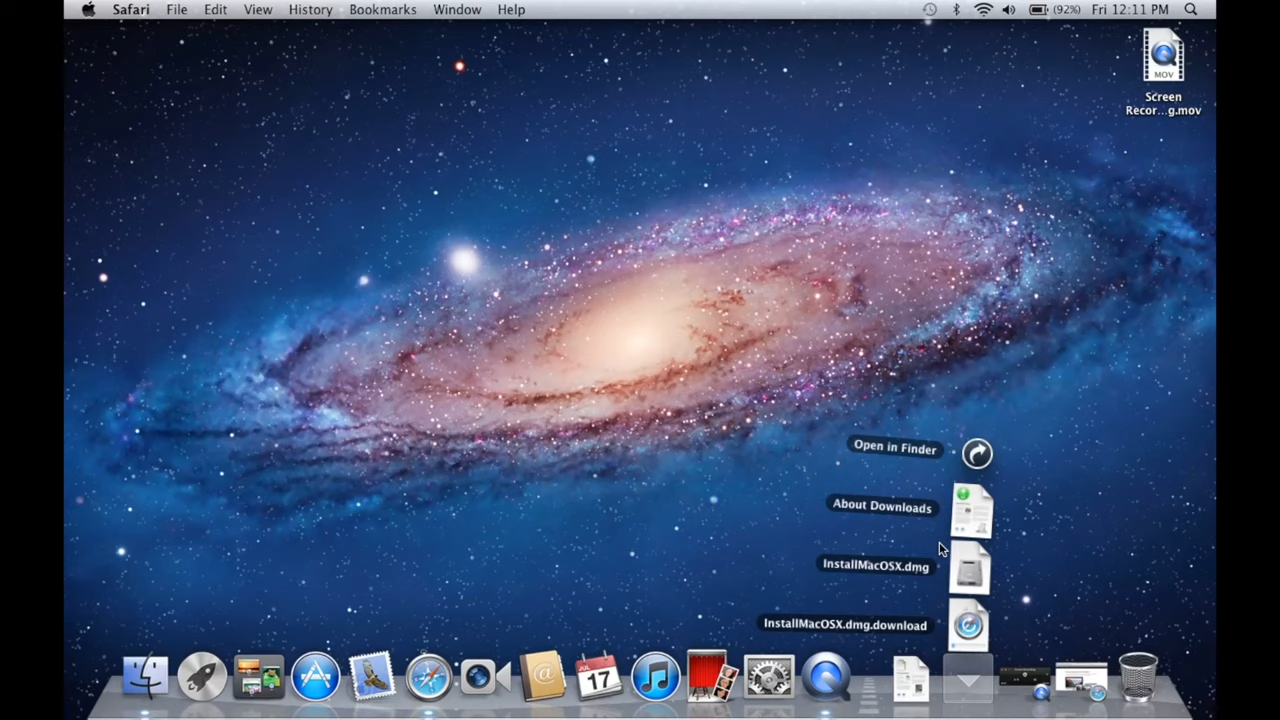 Safari File Edit View History Bookmarks Window Help (92%) Fri 12:11 PM
MOV
Screen
Recor...g.mov
Open in Finder
About Downloads
InstallMacOSX.dmg
InstallMacOSX.dmg.download
JUL
17